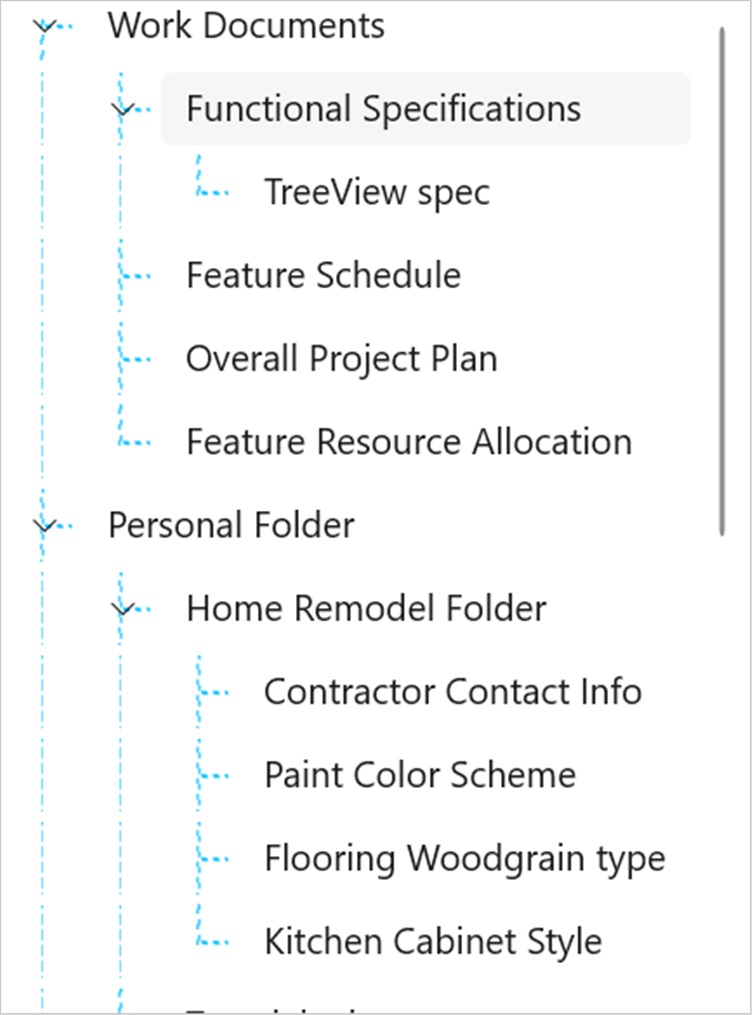 Work Documents
Functional Specifications
TreeView spec
Feature Schedule
Overall Project Plan
Feature Resource Allocation
Personal Folder
Home Remodel Folder
Contractor Contact Info
Paint Color Scheme
Flooring Woodgrain type
Kitchen Cabinet Style